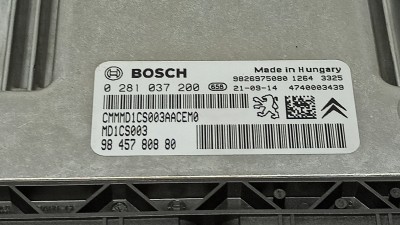 BOSCH
Made in Hungary
9826975080 1264 3325
0 281 037 200 658 21-09-14 4740003439
CMMMD1CS003AACEM0
MD1CS003
98 457 808 80